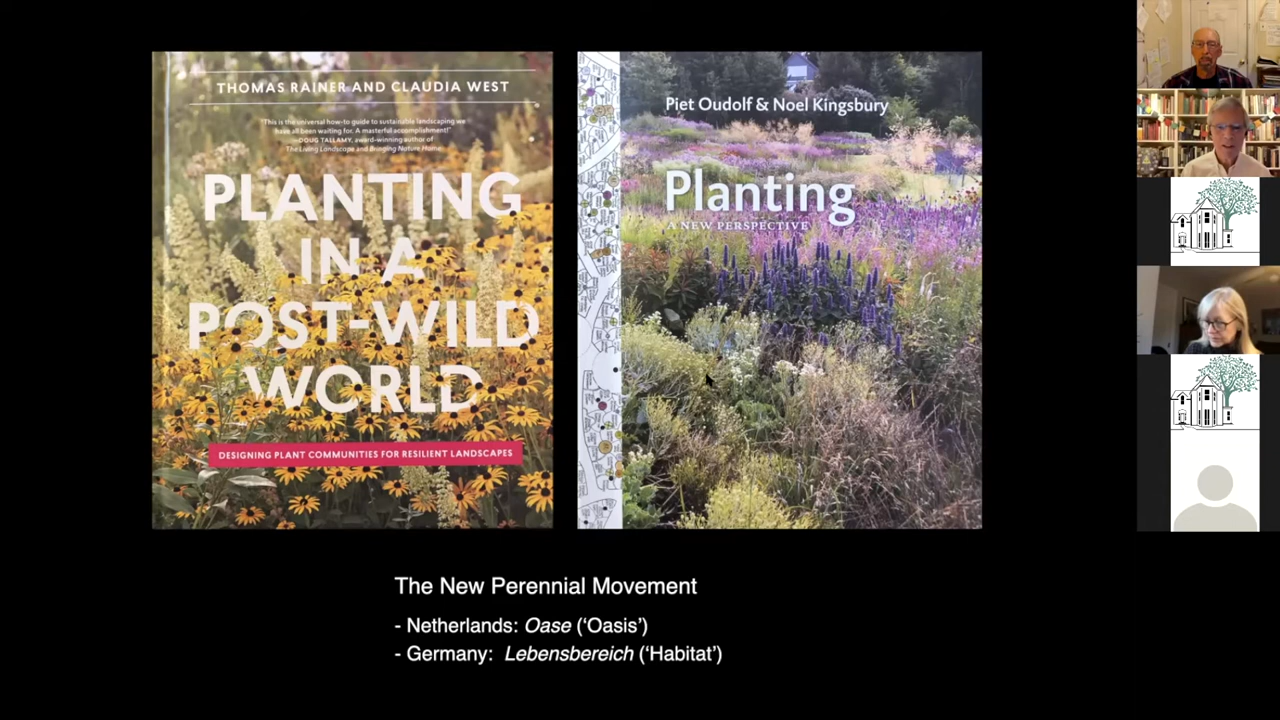 THOMAS RAINER AND CLAUDIA WEST
"This is the universal how-to guide to sustainable landscaping we
have all been waiting for. A masterful accomplishment!"
—DOUG TALLAMY, award-winning author of
The Living Landscape and Bringing Nature Home
PLANTING
IN A
POST-WILD
WORLD
DESIGNING PLANT COMMUNITIES FOR RESILIENT LANDSCAPES
Piet Oudolf & Noel Kingsbury
Planting
A NEW PERSPECTIVE
The New Perennial Movement
- Netherlands: Oase (‘Oasis’)
- Germany: Lebensbereich (‘Habitat’)